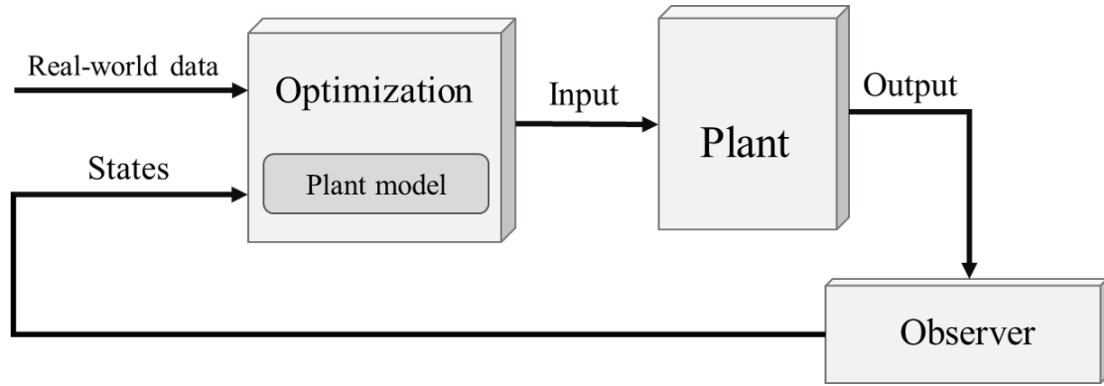 Real-world data
Optimization
Input
Output
Plant
States
Plant model
Observer